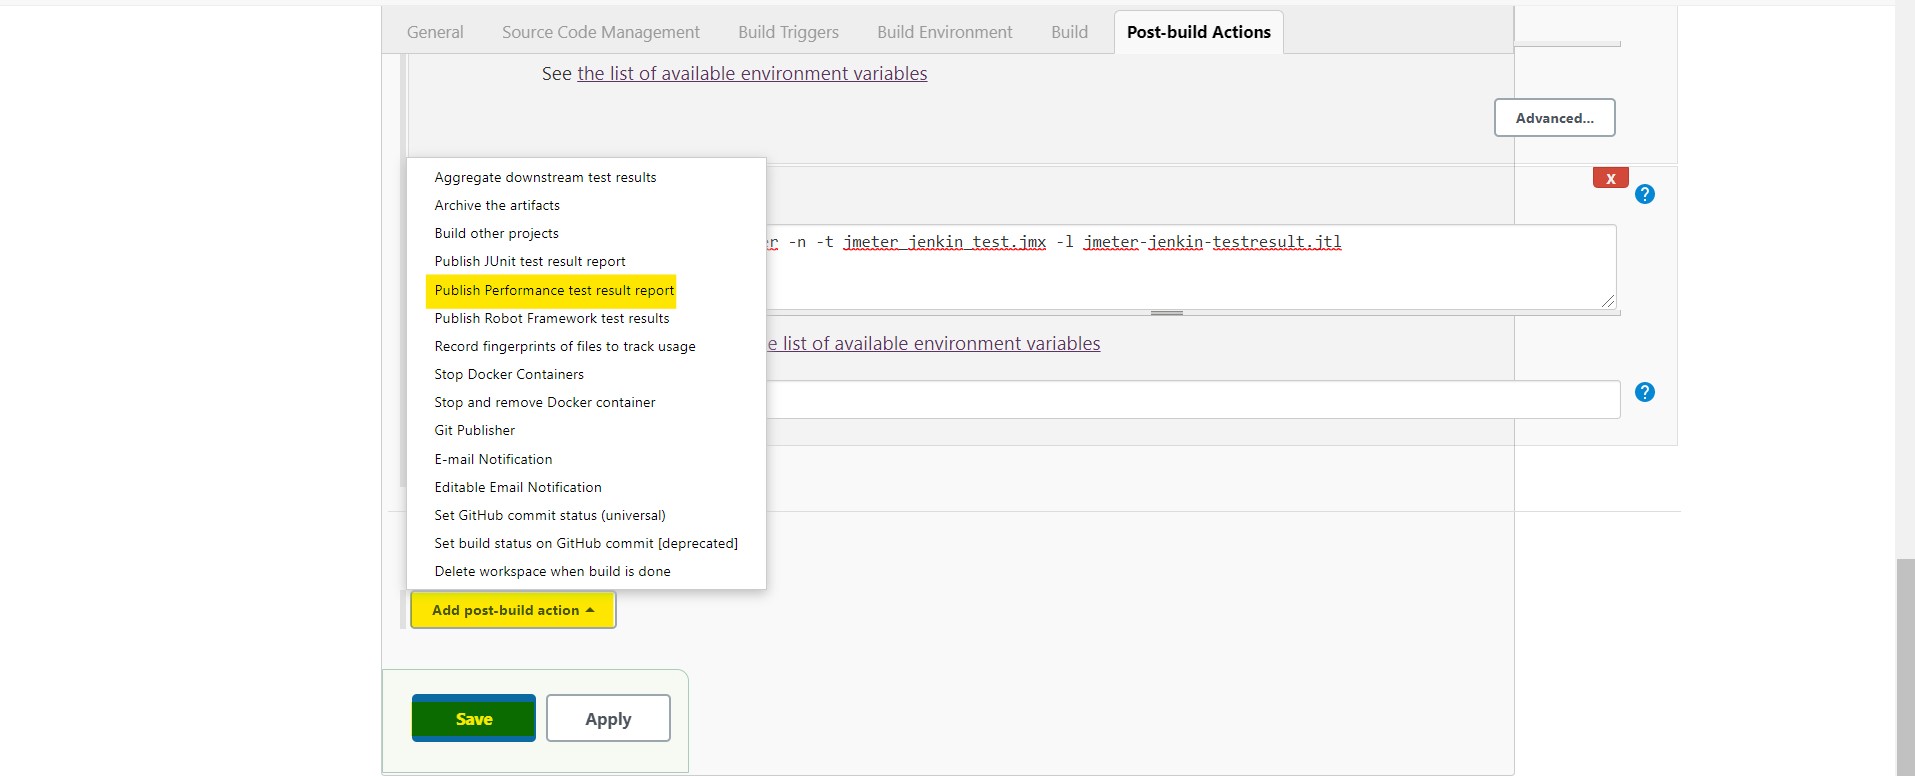 General Source Code Management Build Triggers Build Environment Build Post-build Actions
See the list of available environment variables
Advanced...
Aggregate downstream test results
X
Archive the artifacts
?
Build other projects
-n -t jmeter_jenkin_test.jmx -l jmeter-jenkin-testresult.jtl
Publish JUnit test result report
Publish Performance test result report
Publish Robot Framework test results
Record fingerprints of files to track usage
e list of available environment variables
Stop Docker Containers
?
Stop and remove Docker container
Git Publisher
E-mail Notification
Editable Email Notification
Set GitHub commit status (universal)
Set build status on GitHub commit [deprecated]
Delete workspace when build is done
Add post-build action
Save Apply